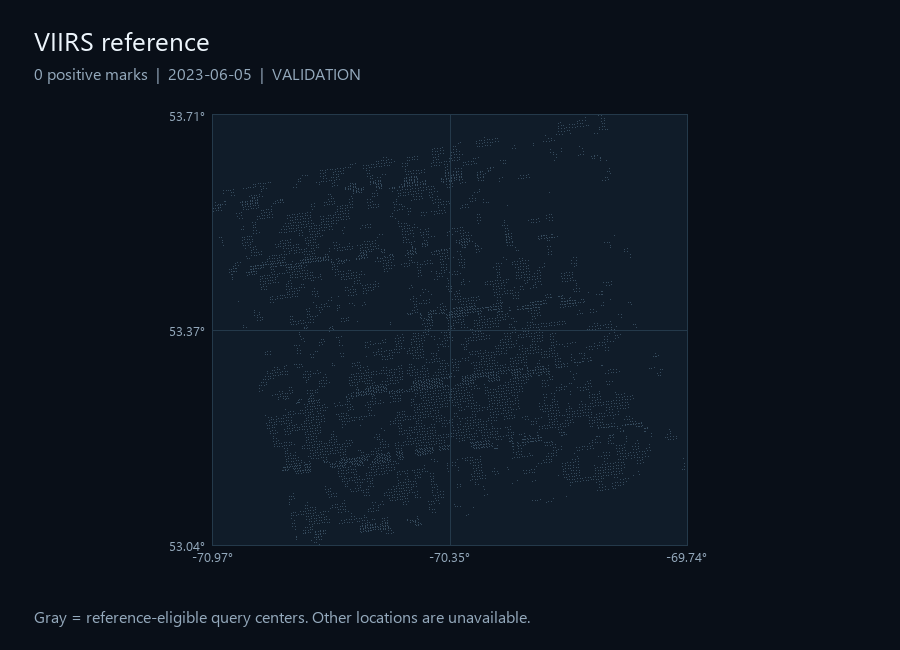 VIIRS reference
0 positive marks | 2023-06-05 | VALIDATION
53.71°
53.37°
53.04°
-70.97°
-70.35°
-69.74°
Gray = reference-eligible query centers. Other locations are unavailable.